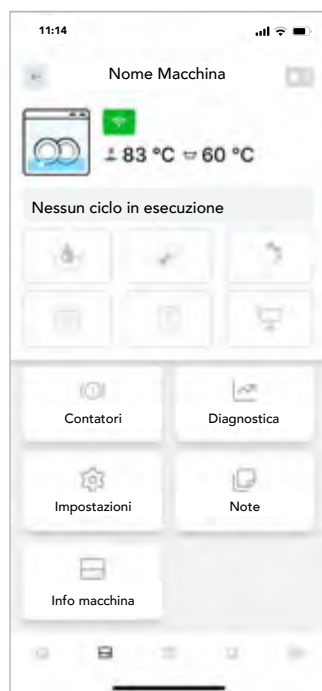 11:14
Nome Macchina
83 °C 60 °C
Nessun ciclo in esecuzione
Contatori
Diagnostica
Impostazioni
Note
Info macchina